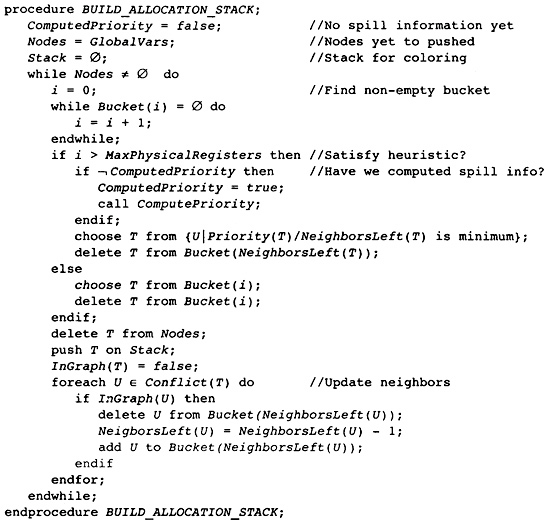 procedure BUILD_ALLOCATION_STACK;
ComputedPriority = false; //No spill information yet
Nodes = GlobalVars; //Nodes yet to pushed
Stack = ∅; //Stack for coloring
while Nodes ≠ ∅ do
i = 0; //Find non-empty bucket
while Bucket(i) = ∅ do
i = i + 1;
endwhile;
if i > MaxPhysicalRegisters then //Satisfy heuristic?
if ¬ComputedPriority then //Have we computed spill info?
ComputedPriority = true;
call ComputePriority;
endif;
choose T from {U|Priority(T)/NeighborsLeft(T) is minimum};
delete T from Bucket(NeighborsLeft(T));
else
choose T from Bucket(i);
delete T from Bucket(i);
endif;
delete T from Nodes;
push T on Stack;
InGraph(T) = false;
foreach U ∈ Conflict(T) do //Update neighbors
if InGraph(U) then
delete U from Bucket(NeighborsLeft(U));
NeigborsLeft(U) = NeighborsLeft(U) - 1;
add U to Bucket(NeighborsLeft(U));
endif
endfor;
endwhile;
endprocedure BUILD_ALLOCATION_STACK;